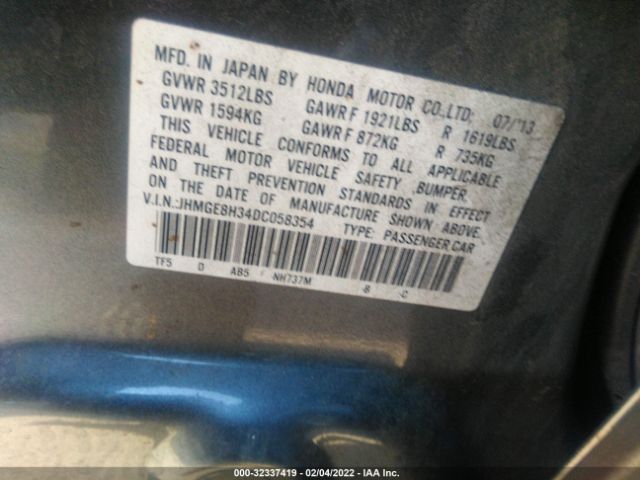 MFD. IN JAPAN BY HONDA MOTOR CO.,LTD. 07/'13
GVWR 3512LBS GAWR F 1921LBS R 1619LBS
GVWR 1594KG GAWR F 872KG R 735KG
THIS VEHICLE CONFORMS TO ALL APPLICABLE
FEDERAL MOTOR VEHICLE SAFETY, BUMPER,
AND THEFT PREVENTION STANDARDS IN EFFECT
ON THE DATE OF MANUFACTURE SHOWN ABOVE.
V.I.N.:JHMGE8H34DC058354 TYPE: PASSENGER CAR
TF5 D AB5 NH737M -B -C
000-32337419 - 02/04/2022 - IAA Inc.